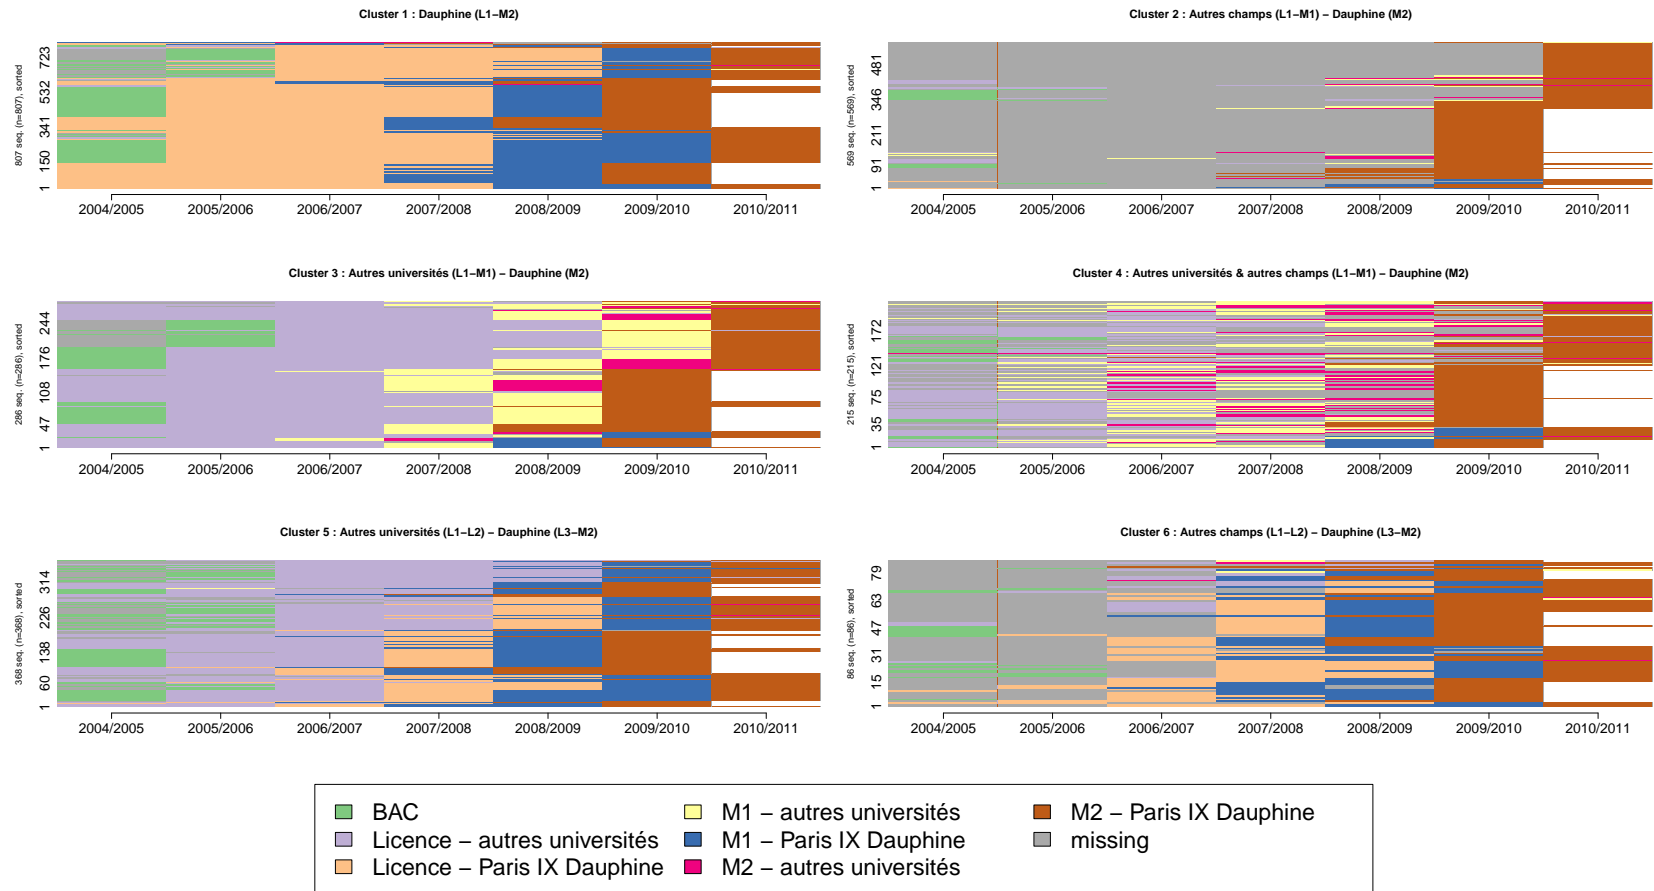 Cluster 1 : Dauphine (L1−M2)
807 seq. (n=807), sorted
1 150 341 532 723
2004/2005 2005/2006 2006/2007 2007/2008 2008/2009 2009/2010 2010/2011
Cluster 2 : Autres champs (L1−M1) − Dauphine (M2)
569 seq. (n=569), sorted
1 91 211 346 481
2004/2005 2005/2006 2006/2007 2007/2008 2008/2009 2009/2010 2010/2011
Cluster 3 : Autres universités (L1−M1) − Dauphine (M2)
286 seq. (n=286), sorted
1 47 108 176 244
2004/2005 2005/2006 2006/2007 2007/2008 2008/2009 2009/2010 2010/2011
Cluster 4 : Autres universités & autres champs (L1−M1) − Dauphine (M2)
215 seq. (n=215), sorted
1 35 75 121 172
2004/2005 2005/2006 2006/2007 2007/2008 2008/2009 2009/2010 2010/2011
Cluster 5 : Autres universités (L1−L2) − Dauphine (L3−M2)
368 seq. (n=368), sorted
1 60 138 226 314
2004/2005 2005/2006 2006/2007 2007/2008 2008/2009 2009/2010 2010/2011
Cluster 6 : Autres champs (L1−L2) − Dauphine (L3−M2)
86 seq. (n=86), sorted
1 15 31 47 63 79
2004/2005 2005/2006 2006/2007 2007/2008 2008/2009 2009/2010 2010/2011
BAC
Licence − autres universités
Licence − Paris IX Dauphine
M1 − autres universités
M1 − Paris IX Dauphine
M2 − autres universités
M2 − Paris IX Dauphine
missing